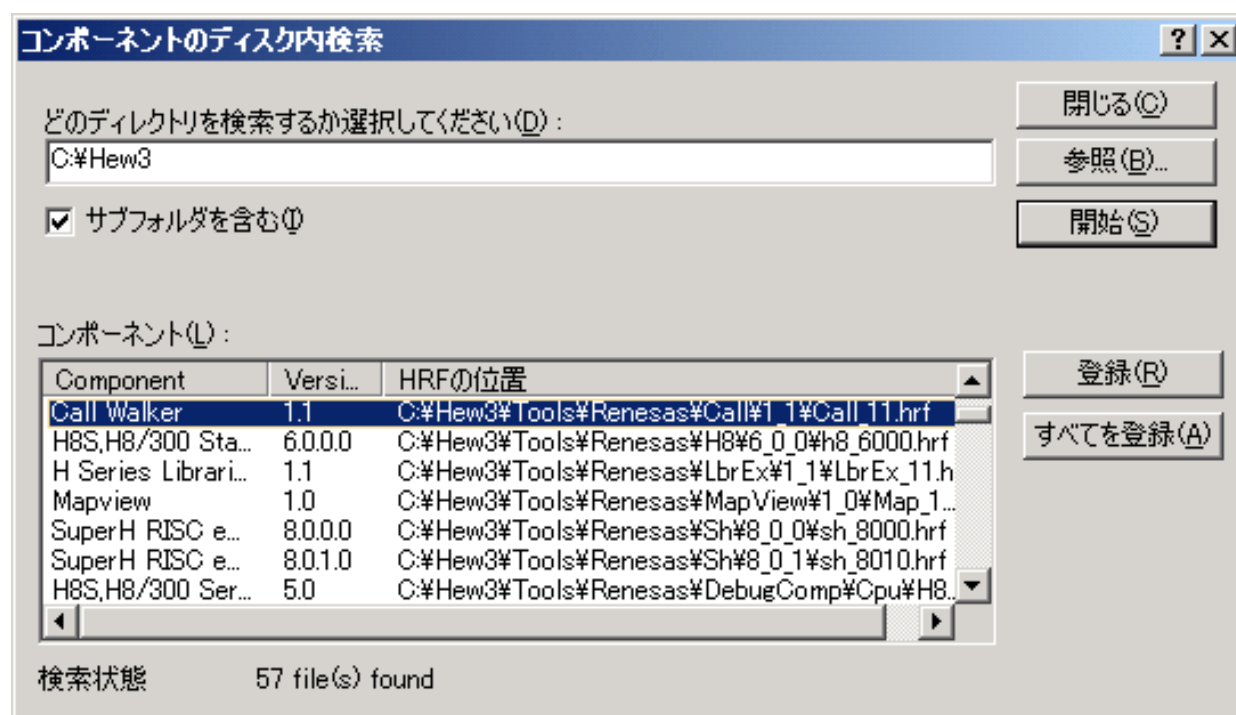 コンポーネントのディスク内検索
どのディレクトリを検索するか選択してください(D):
C:¥Hew3
サブフォルダを含む(I)
閉じる(C)
参照(B)...
開始(S)
コンポーネント(L):
Component Versi... HRFの位置
Call Walker 1.1 C:¥Hew3¥Tools¥Renesas¥Call¥1_1¥Call_11.hrf
H8S,H8/300 Sta... 6.0.0.0 C:¥Hew3¥Tools¥Renesas¥H8¥6_0_0¥h8_6000.hrf
H Series Librari... 1.1 C:¥Hew3¥Tools¥Renesas¥LbrEx¥1_1¥LbrEx_11.h
Mapview 1.0 C:¥Hew3¥Tools¥Renesas¥MapView¥1_0¥Map_1...
SuperH RISC e... 8.0.0.0 C:¥Hew3¥Tools¥Renesas¥Sh¥8_0_0¥sh_8000.hrf
SuperH RISC e... 8.0.1.0 C:¥Hew3¥Tools¥Renesas¥Sh¥8_0_1¥sh_8010.hrf
H8S,H8/300 Ser... 5.0 C:¥Hew3¥Tools¥Renesas¥DebugComp¥Cpu¥H8...
登録(R)
すべてを登録(A)
検索状態 57 file(s) found